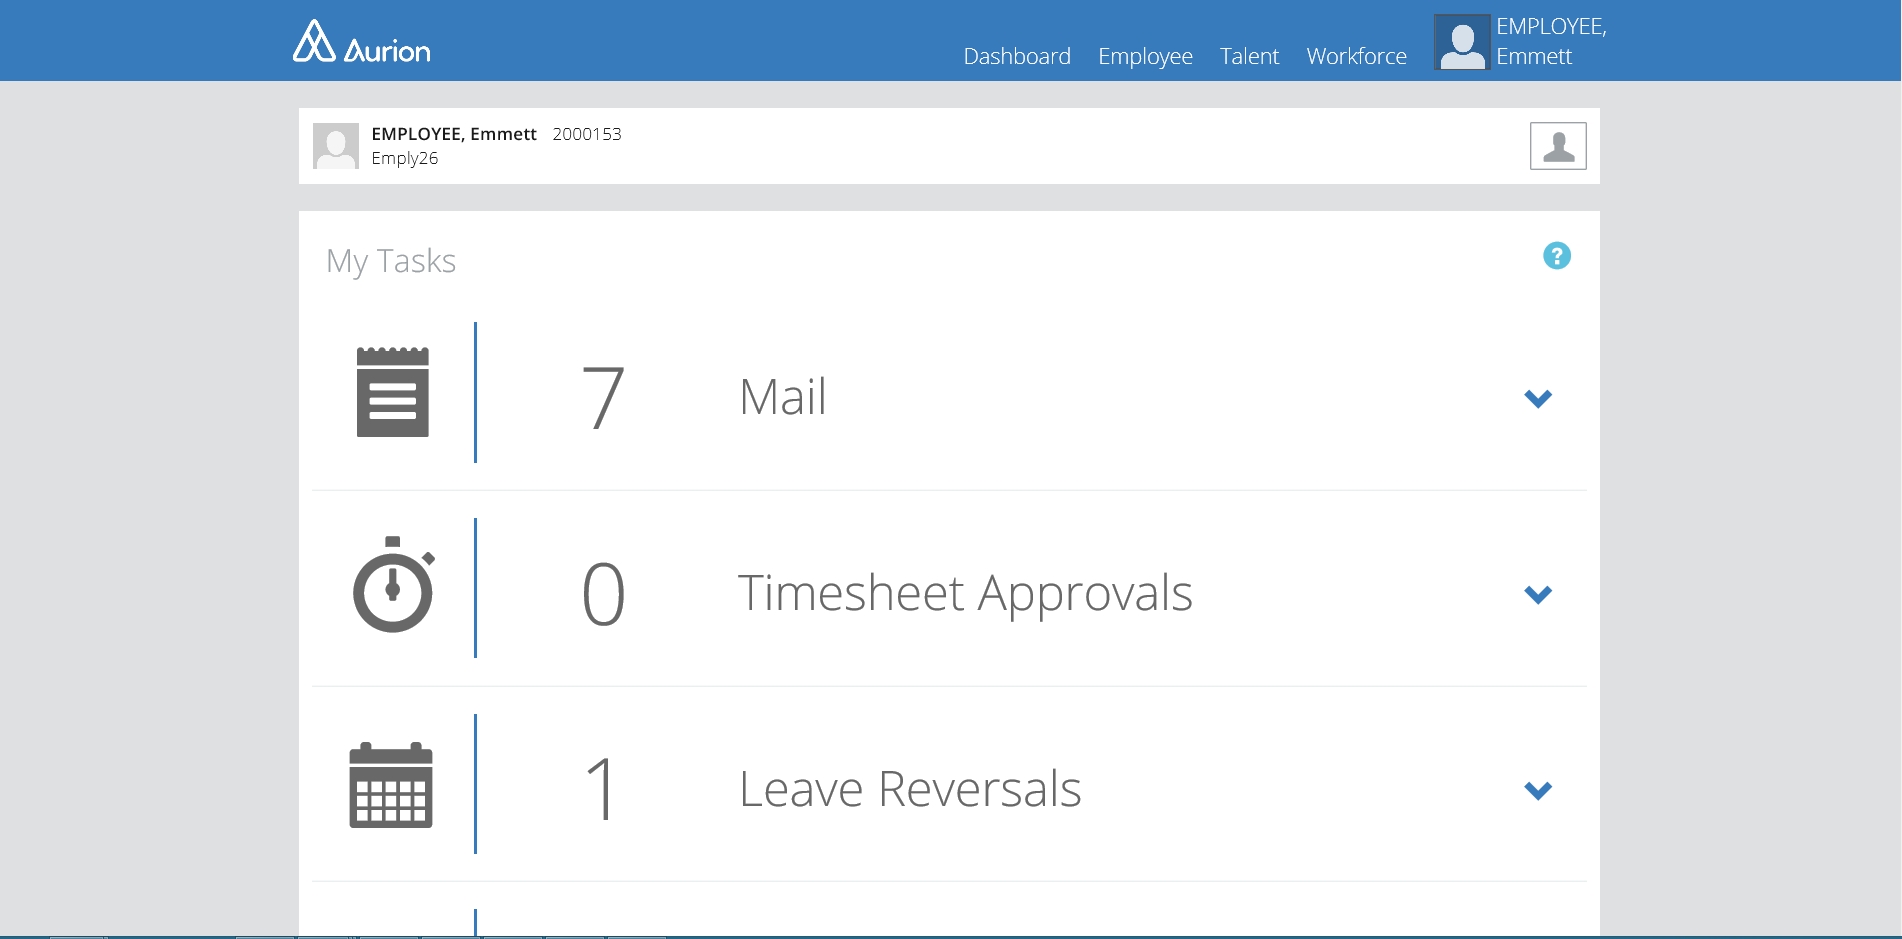 Aurion
Dashboard Employee Talent Workforce
EMPLOYEE,
Emmett
EMPLOYEE, Emmett 2000153
Emply26
My Tasks
?
7 Mail
0 Timesheet Approvals
1 Leave Reversals